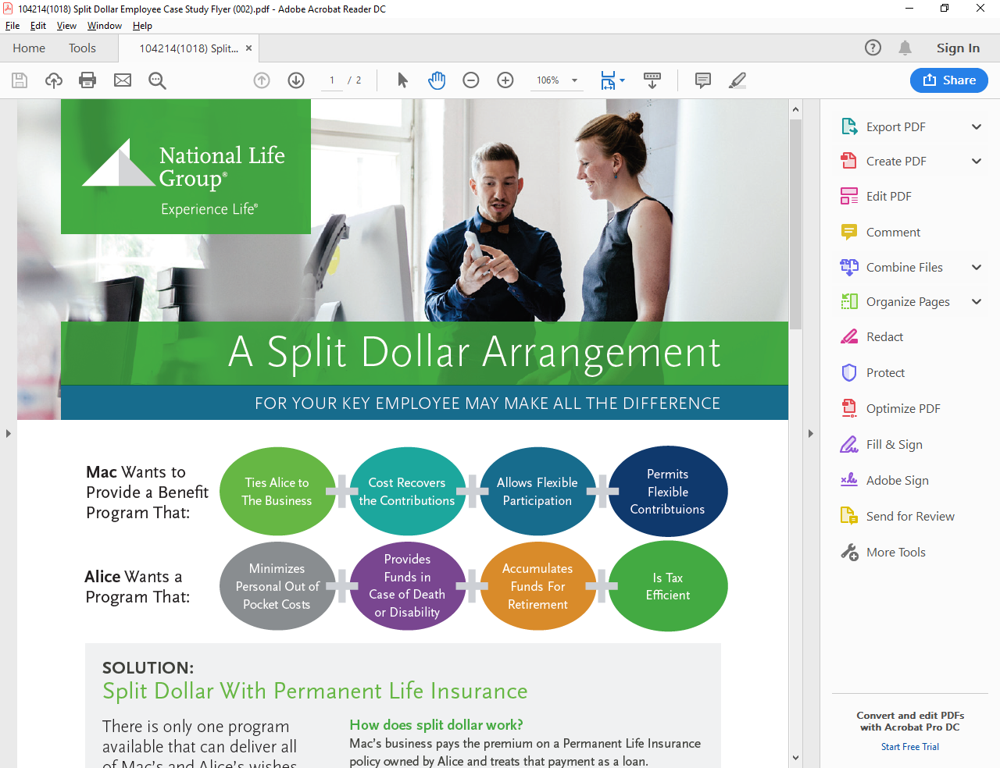 104214(1018) Split Dollar Employee Case Study Flyer (002).pdf - Adobe Acrobat Reader DC
File Edit View Window Help
Home Tools 104214(1018) Split... ×
1 / 2 106% Share
? Sign In
National Life
Group®
Experience Life®
A Split Dollar Arrangement
FOR YOUR KEY EMPLOYEE MAY MAKE ALL THE DIFFERENCE
Mac Wants to
Provide a Benefit
Program That:
Ties Alice to
The Business
Cost Recovers
the Contributions
Allows Flexible
Participation
Permits
Flexible
Contribtuions
Alice Wants a
Program That:
Minimizes
Personal Out of
Pocket Costs
Provides
Funds in
Case of Death
or Disability
Accumulates
Funds For
Retirement
Is Tax
Efficient
SOLUTION:
Split Dollar With Permanent Life Insurance
There is only one program
available that can deliver all
of Mac's and Alice's wishes
How does split dollar work?
Mac's business pays the premium on a Permanent Life Insurance
policy owned by Alice and treats that payment as a loan.
Export PDF
Create PDF
Edit PDF
Comment
Combine Files
Organize Pages
Redact
Protect
Optimize PDF
Fill & Sign
Adobe Sign
Send for Review
More Tools
Convert and edit PDFs
with Acrobat Pro DC
Start Free Trial